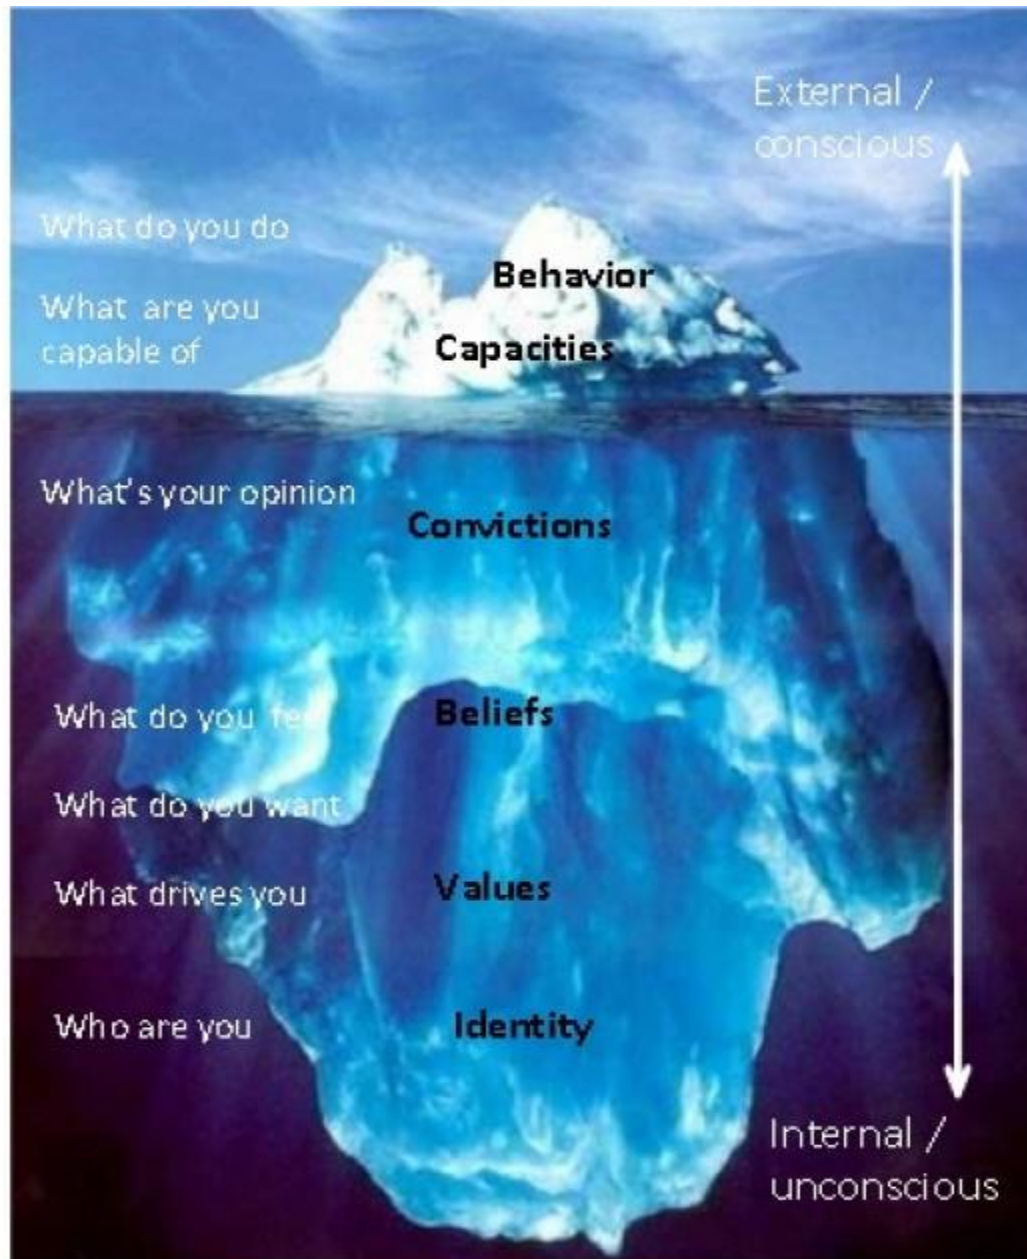 External /
conscious
What do you do
Behavior
What are you
capable of
Capacities
What's your opinion
Convictions
What do you fe
Beliefs
What do you want
What drives you
Values
Who are you
Identity
Internal /
unconscious